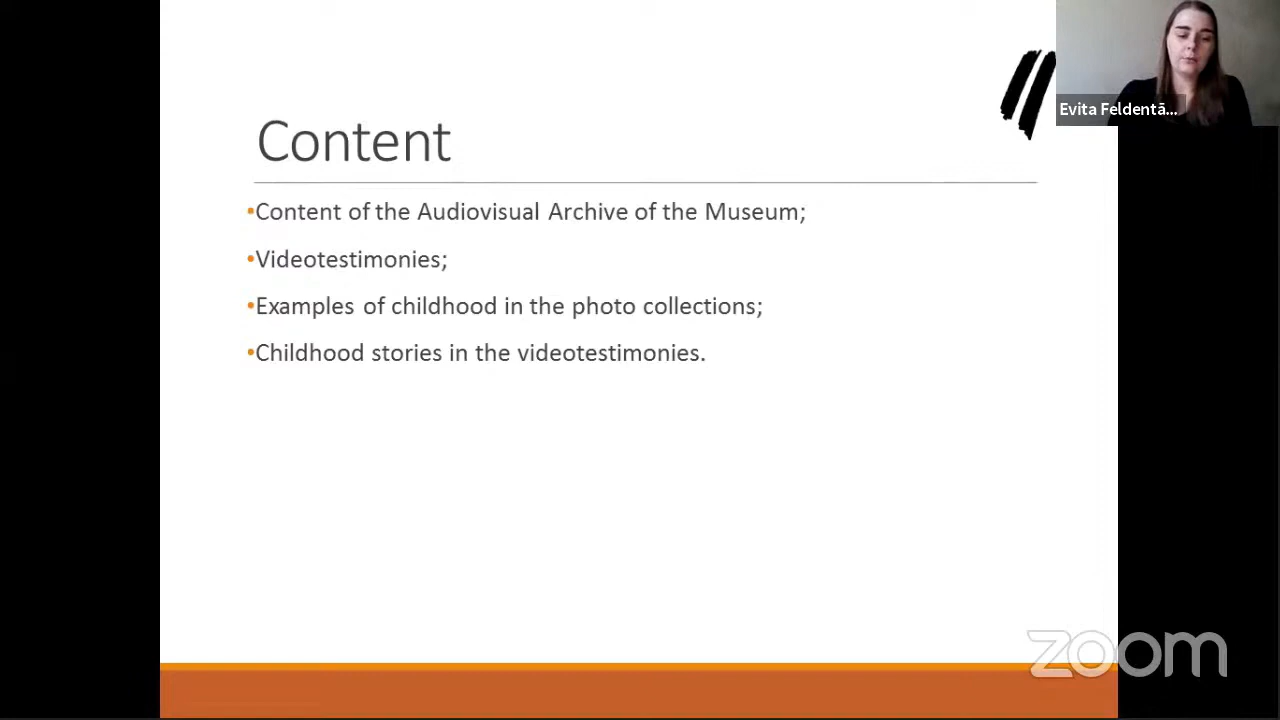 Evita Feldentā...
Content
•Content of the Audiovisual Archive of the Museum;
•Videotestimonies;
•Examples of childhood in the photo collections;
•Childhood stories in the videotestimonies.
zoom